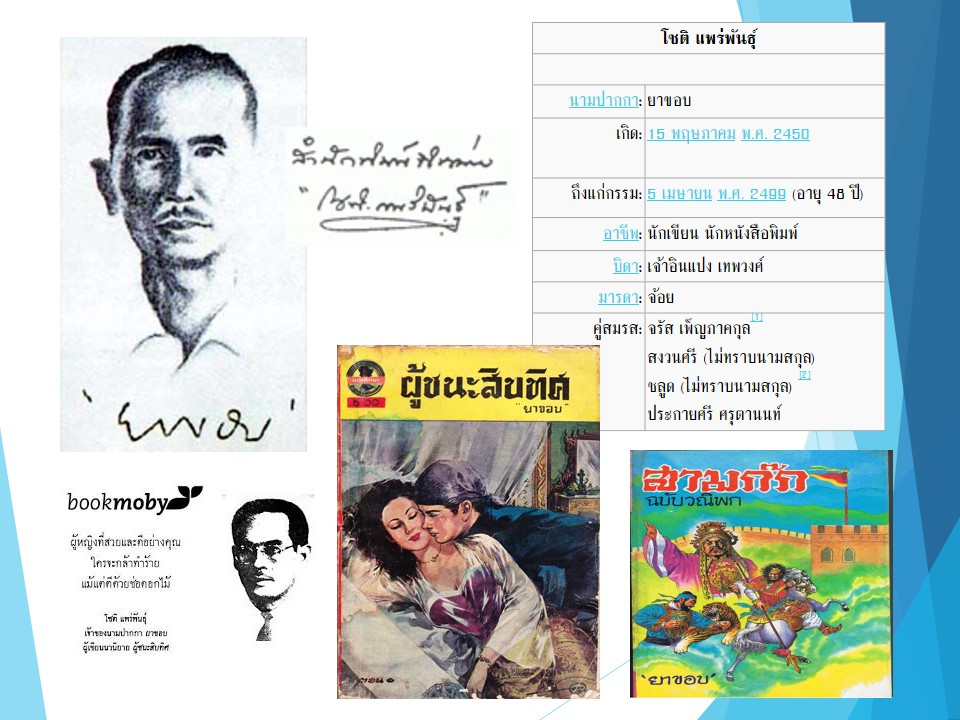 'ยาขอบ'
สำนักพิมพ์
"โชติ แพร่พันธุ์"
โชติ แพร่พันธุ์
นามปากกา: ยาขอบ
เกิด: 15 พฤษภาคม พ.ศ. 2450
ถึงแก่กรรม: 5 เมษายน พ.ศ. 2499 (อายุ 48 ปี)
อาชีพ: นักเขียน นักหนังสือพิมพ์
บิดา: เจ้าอินแปง เทพวงศ์
มารดา: จ้อย
คู่สมรส: จรัส เพ็ญภาคกุล [1]
สงวนศรี (ไม่ทราบนามสกุล)
ชลูด (ไม่ทราบนามสกุล) [2]
ประกายศรี ศรุตานนท์
bookmoby
ผู้หญิงที่สวยและดีอย่างคุณ
ใครจะกล้าทำร้าย
แม้แต่ตีด้วยช่อดอกไม้
โชติ แพร่พันธุ์
เจ้าของนามปากกา ยาขอบ
ผู้เขียนนวนิยาย ผู้ชนะสิบทิศ
5.00
ผู้ชนะสิบทิศ
"ยาขอบ"
ตอน ๑
สามก๊ก
ฉบับวณิพก
'ยาขอบ'